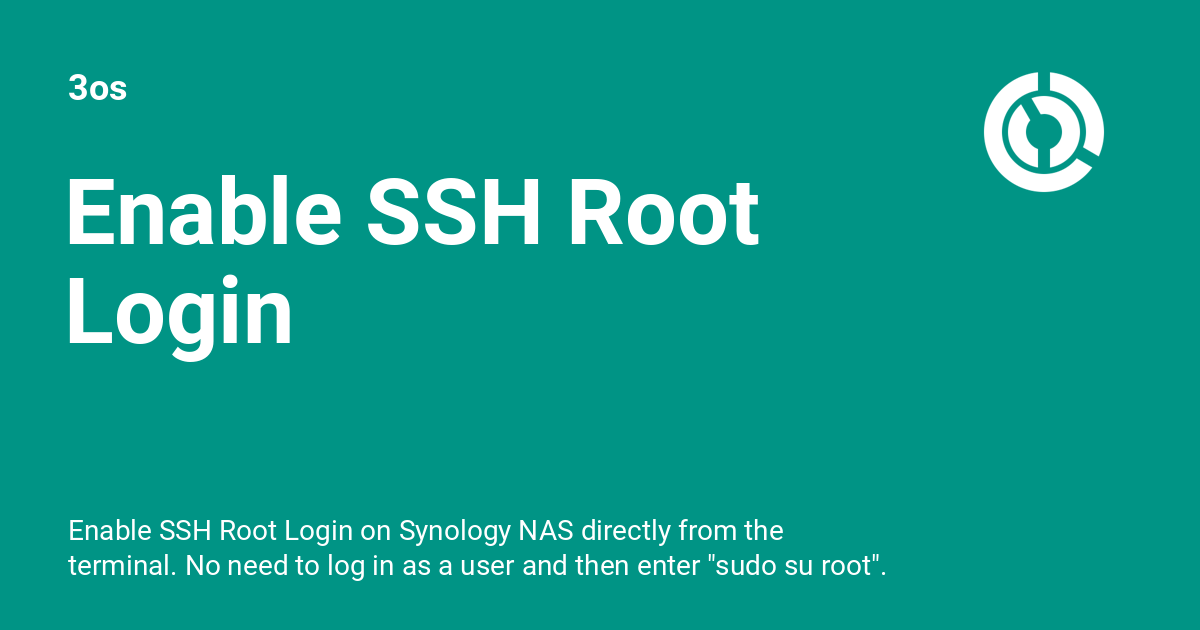 3os
Enable SSH Root
Login
Enable SSH Root Login on Synology NAS directly from the
terminal. No need to log in as a user and then enter "sudo su root".